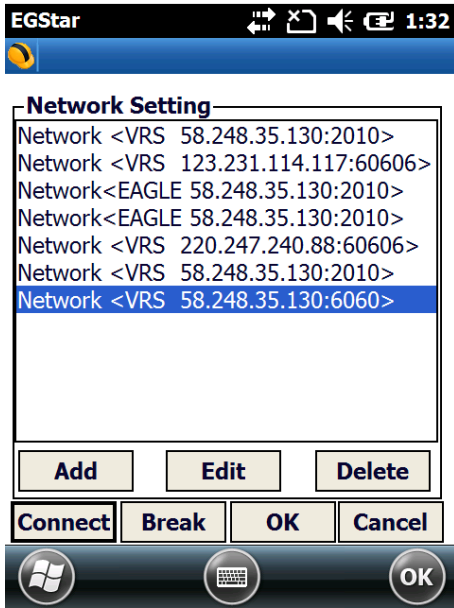 EGStar 1:32
Network Setting
Network <VRS 58.248.35.130:2010>
Network <VRS 123.231.114.117:60606>
Network<EAGLE 58.248.35.130:2010>
Network<EAGLE 58.248.35.130:2010>
Network <VRS 220.247.240.88:60606>
Network <VRS 58.248.35.130:2010>
Network <VRS 58.248.35.130:6060>
Add Edit Delete
Connect Break OK Cancel
OK